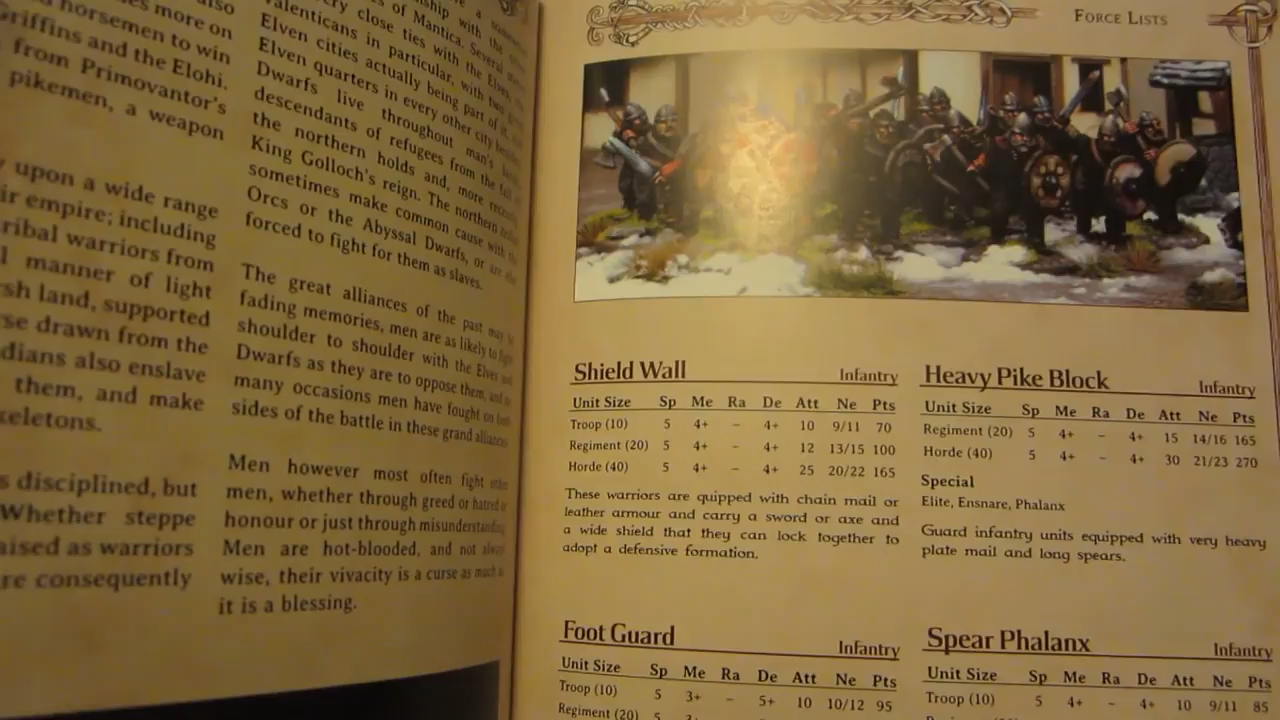 also
es more on
d horsemen to win
riffins and the Elohi.
from Primovantor's
pikemen, a weapon
upon a wide range
ir empire; including
ribal warriors from
l manner of light
rsh land, supported
se drawn from the
dians also enslave
them, and make
keletons.
s disciplined, but
Whether steppe
aised as warriors
re consequently
ship with the
very close ties with the Elves,
of Mantica. Several
Valenticans in particular, with two
Elven cities actually being part of
Elven quarters in every other city
Dwarfs live throughout man's
descendants of refugees from the
the northern holds and, more
King Golloch's reign. The northern
sometimes make common cause with
Orcs or the Abyssal Dwarfs, or are
forced to fight for them as slaves.
The great alliances of the past may
fading memories, men are as likely to
shoulder to shoulder with the Elves
Dwarfs as they are to oppose them,
many occasions men have fought on
sides of the battle in these grand
Men however most often fight
men, whether through greed or hatred
honour or just through
Men are hot-blooded, and not
wise, their vivacity is a curse as much
it is a blessing.
Force Lists
Shield Wall Infantry
Unit Size Sp Me Ra De Att Ne Pts
Troop (10) 5 4+ – 4+ 10 9/11 70
Regiment (20) 5 4+ – 4+ 12 13/15 100
Horde (40) 5 4+ – 4+ 25 20/22 165
These warriors are quipped with chain mail or
leather armour and carry a sword or axe and
a wide shield that they can lock together to
adopt a defensive formation.
Heavy Pike Block Infantry
Unit Size Sp Me Ra De Att Ne Pts
Regiment (20) 5 4+ – 4+ 15 14/16 165
Horde (40) 5 4+ – 4+ 30 21/23 270
Special
Elite, Ensnare, Phalanx
Guard infantry units equipped with very heavy
plate mail and long spears.
Foot Guard Infantry
Unit Size Sp Me Ra De Att Ne Pts
Troop (10) 5 3+ – 5+ 10 10/12 95
Regiment (20) 5
Spear Phalanx Infantry
Unit Size Sp Me Ra De Att Ne Pts
Troop (10) 5 4+ – 4+ 10 9/11 85